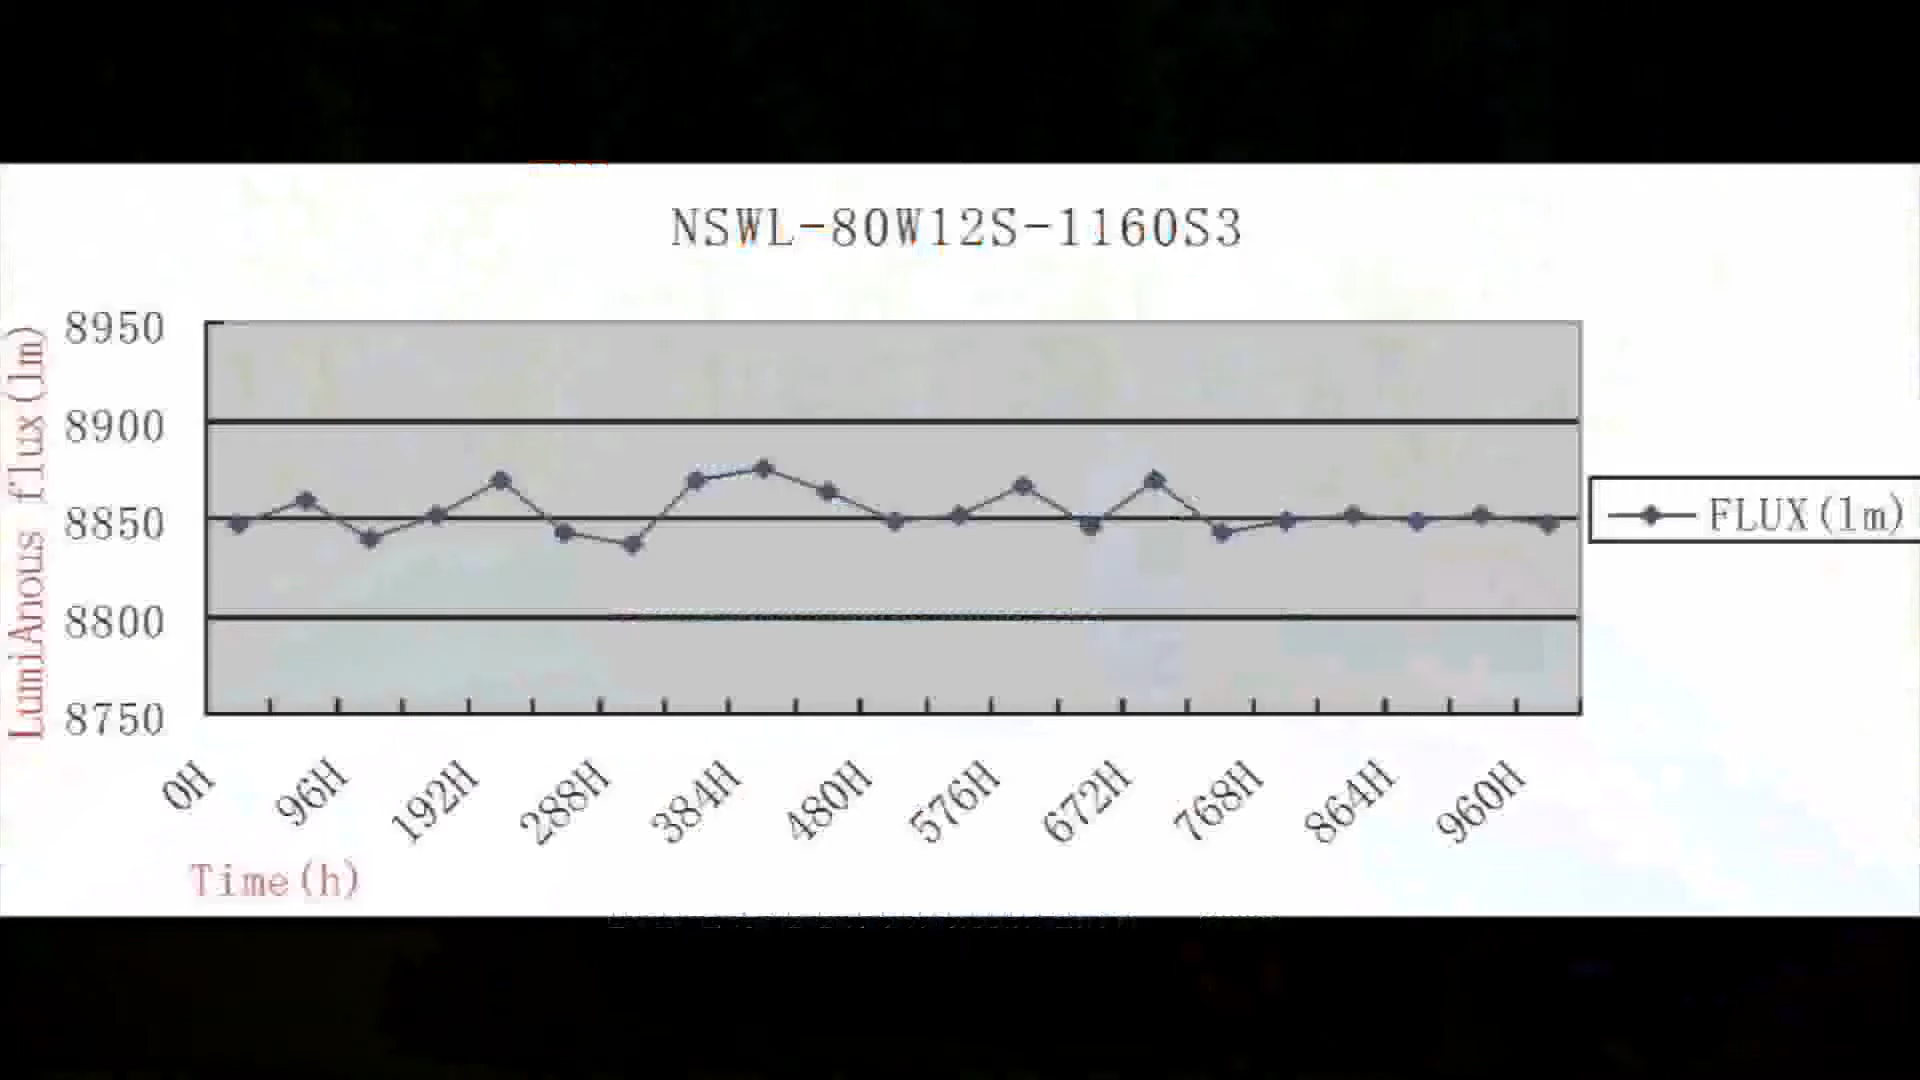 NSWL-80W12S-1160S3
LumiAnous flux(lm)
8950
8900
8850
8800
8750
0H
96H
192H
288H
384H
480H
576H
672H
768H
864H
960H
Time(h)
FLUX(lm)